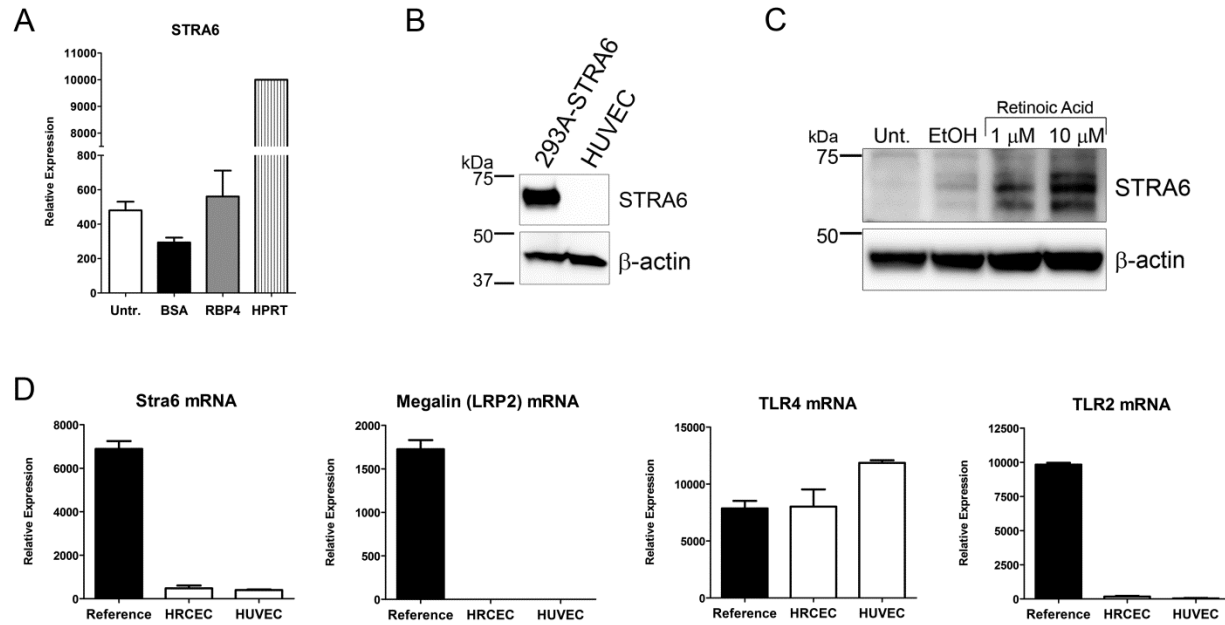 A
STRA6
Relative Expression
11000
10000
9000
8000
800
600
400
200
0
Untr. BSA RBP4 HPRT
B
293A-STRA6
HUVEC
kDa
75
STRA6
50
β-actin
37
C
Retinoic Acid
kDa Unt. EtOH 1 μM 10 μM
75
STRA6
50
β-actin
D
Stra6 mRNA
Relative Expression
8000
6000
4000
2000
0
Reference HRCEC HUVEC
Megalin (LRP2) mRNA
Relative Expression
2000
1500
1000
500
0
Reference HRCEC HUVEC
TLR4 mRNA
Relative Expression
15000
10000
5000
0
Reference HRCEC HUVEC
TLR2 mRNA
Relative Expression
12500
10000
7500
5000
2500
0
Reference HRCEC HUVEC